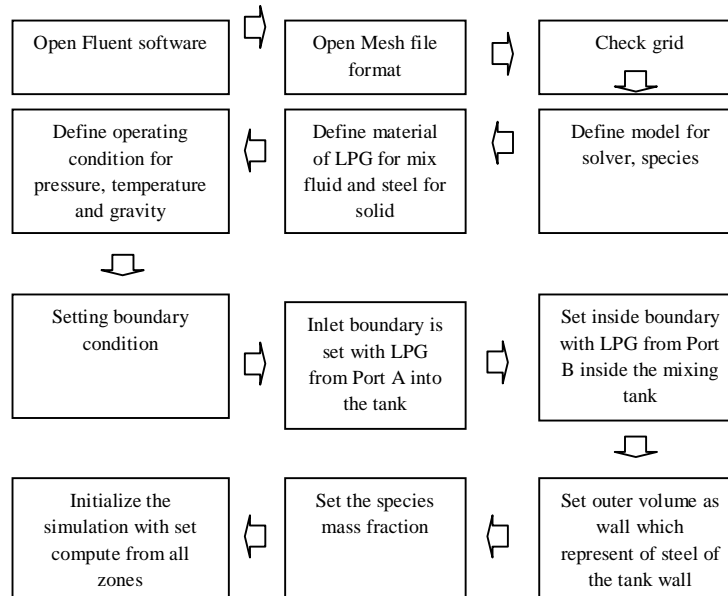 Open Fluent software
Open Mesh file
format
Check grid
Define model for
solver, species
Define material
of LPG for mix
fluid and steel for
solid
Define operating
condition for
pressure, temperature
and gravity
Setting boundary
condition
Inlet boundary is
set with LPG
from Port A into
the tank
Set inside boundary
with LPG from Port
B inside the mixing
tank
Set outer volume as
wall which
represent of steel of
the tank wall
Set the species
mass fraction
Initialize the
simulation with set
compute from all
zones